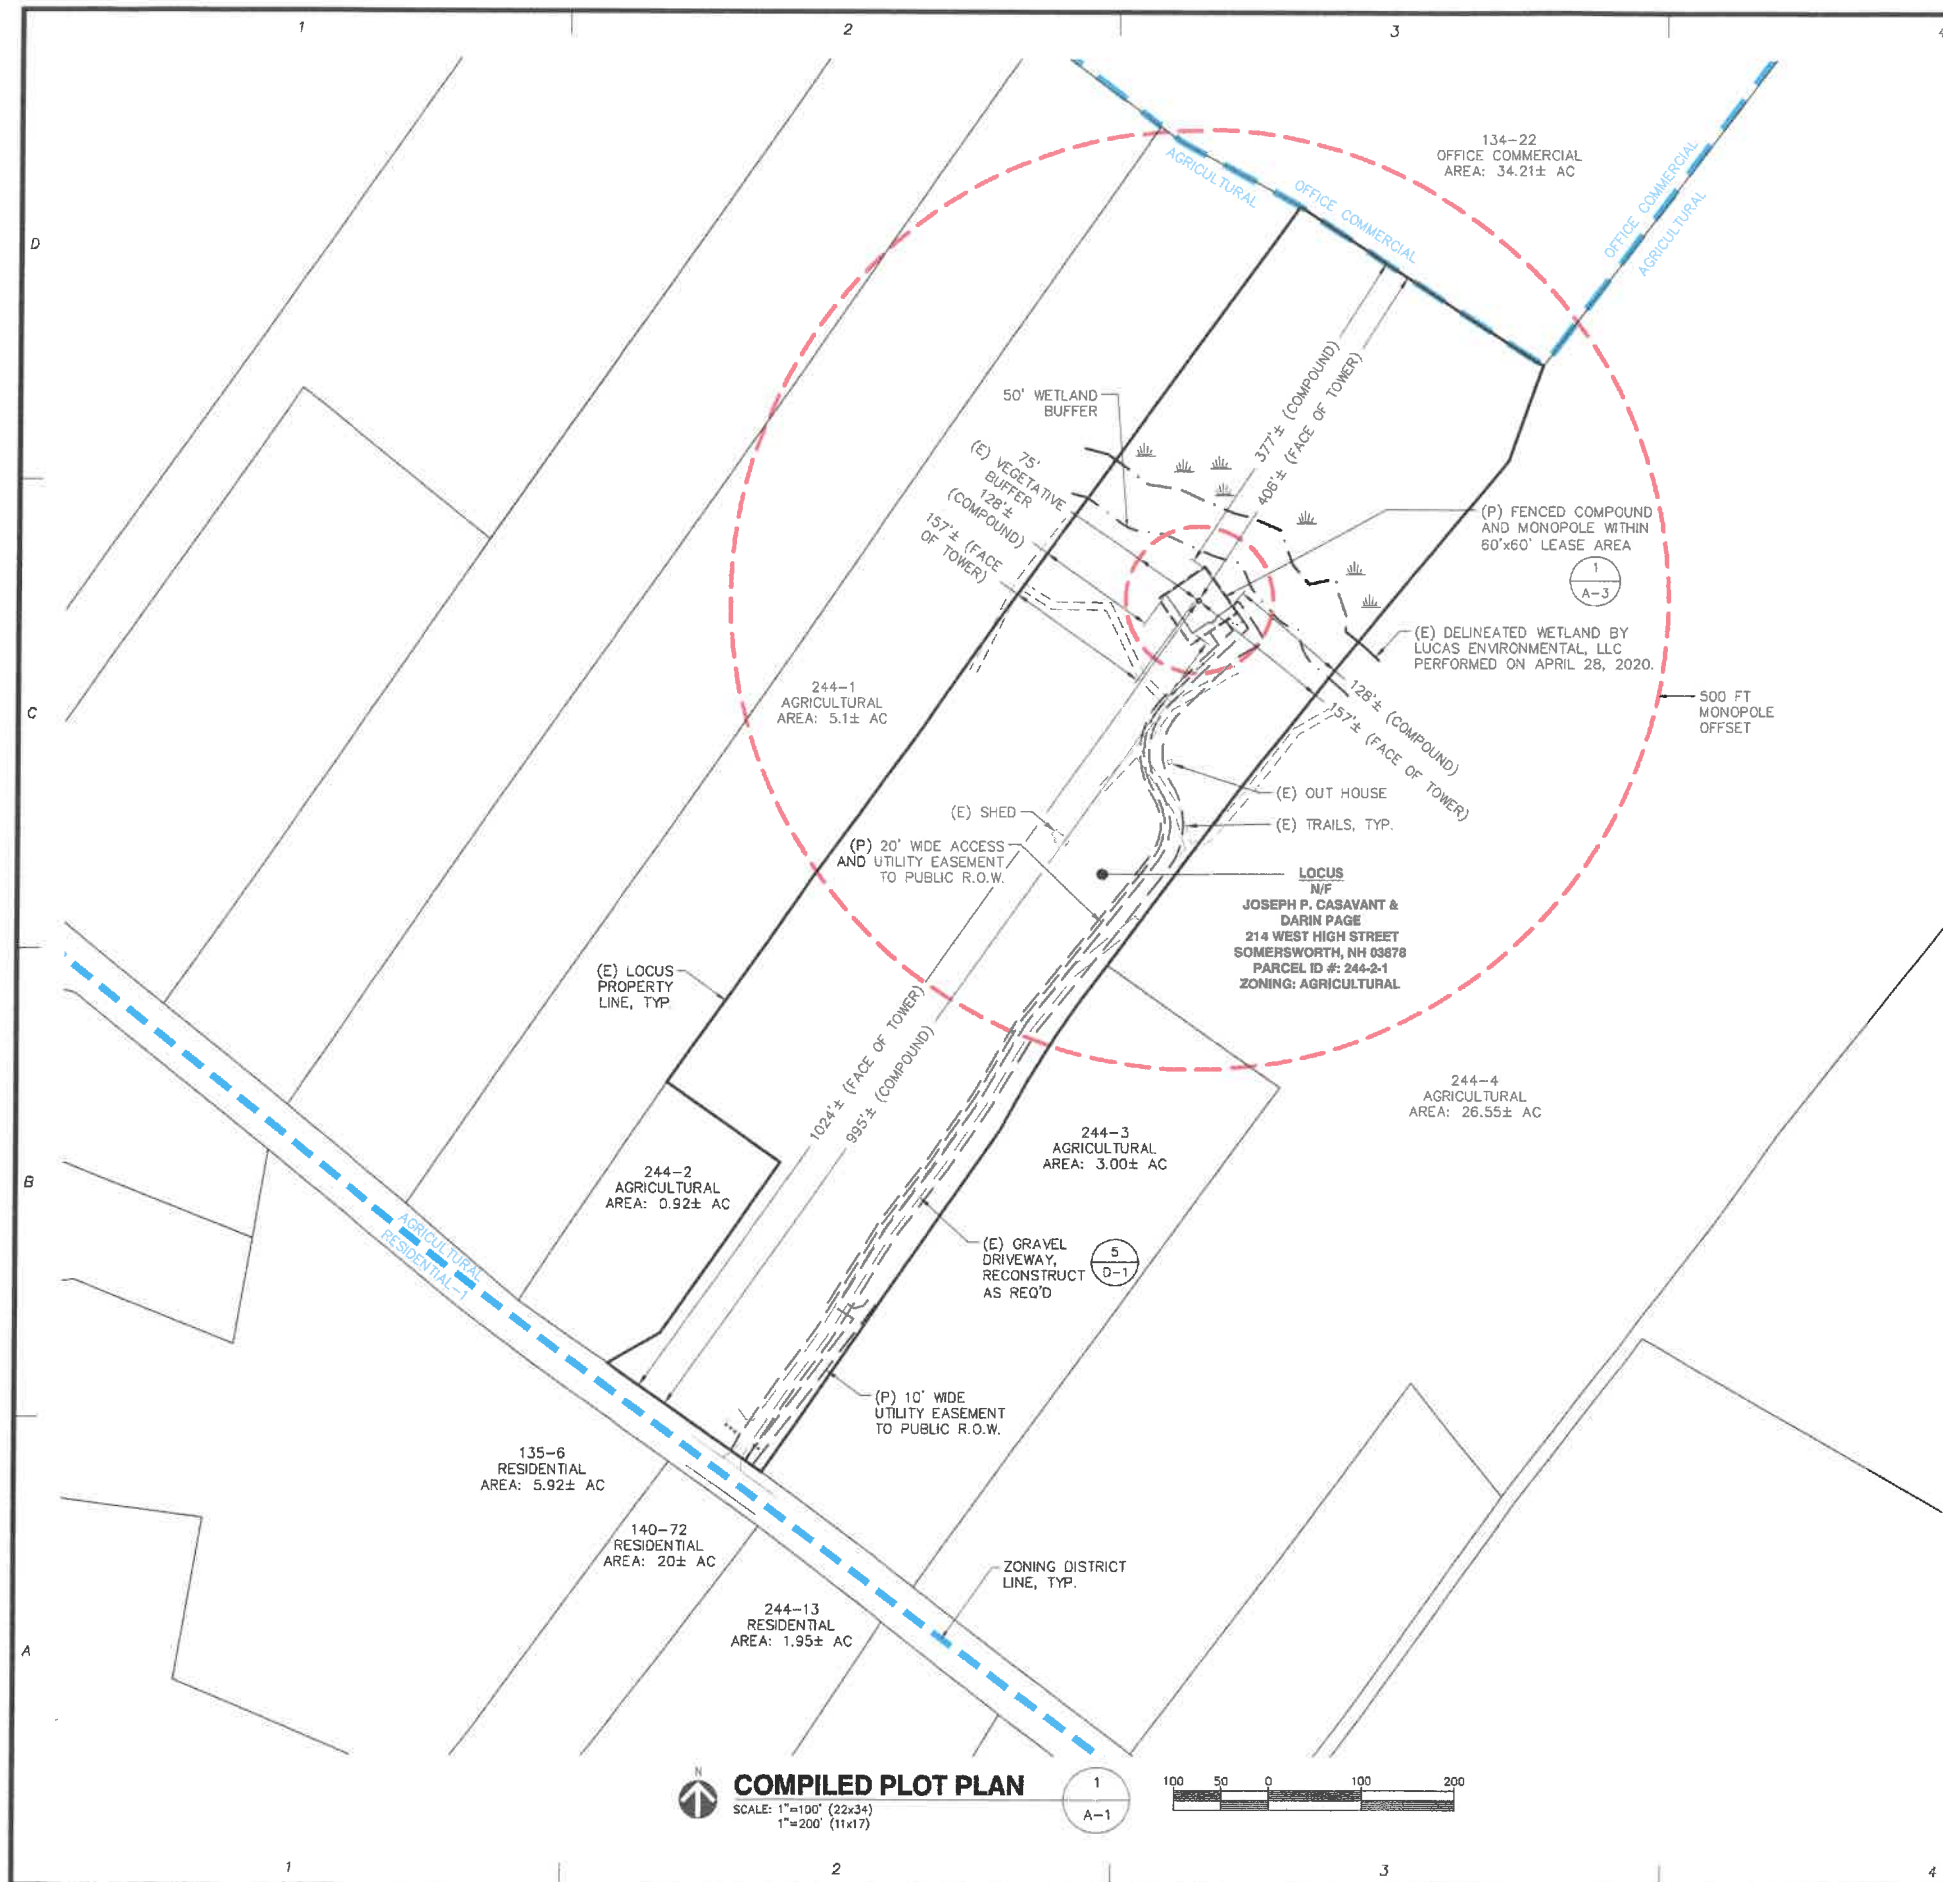 1
2
3
4
D
C
B
A
134-22
OFFICE COMMERCIAL
AREA: 34.21± AC
AGRICULTURAL
OFFICE COMMERCIAL
OFFICE COMMERCIAL
AGRICULTURAL
50' WETLAND
BUFFER
75'
(E) VEGETATIVE
BUFFER
128'±
(COMPOUND)
157'± (FACE
OF TOWER)
377'± (COMPOUND)
406'± (FACE OF TOWER)
(P) FENCED COMPOUND
AND MONOPOLE WITHIN
60'x60' LEASE AREA
1
A-3
(E) DELINEATED WETLAND BY
LUCAS ENVIRONMENTAL, LLC
PERFORMED ON APRIL 28, 2020.
500 FT
MONOPOLE
OFFSET
244-1
AGRICULTURAL
AREA: 5.1± AC
128'± (COMPOUND)
157'± (FACE OF TOWER)
(E) OUT HOUSE
(E) TRAILS, TYP.
(E) SHED
(P) 20' WIDE ACCESS
AND UTILITY EASEMENT
TO PUBLIC R.O.W.
LOCUS
N/F
JOSEPH P. CASAVANT &
DARIN PAGE
214 WEST HIGH STREET
SOMERSWORTH, NH 03878
PARCEL ID #: 244-2-1
ZONING: AGRICULTURAL
(E) LOCUS
PROPERTY
LINE, TYP.
1024'± (FACE OF TOWER)
995'± (COMPOUND)
244-4
AGRICULTURAL
AREA: 26.55± AC
244-3
AGRICULTURAL
AREA: 3.00± AC
244-2
AGRICULTURAL
AREA: 0.92± AC
AGRICULTURAL
RESIDENTIAL-1
(E) GRAVEL
DRIVEWAY,
RECONSTRUCT
AS REQ'D
5
D-1
(P) 10' WIDE
UTILITY EASEMENT
TO PUBLIC R.O.W.
135-6
RESIDENTIAL
AREA: 5.92± AC
140-72
RESIDENTIAL
AREA: 20± AC
244-13
RESIDENTIAL
AREA: 1.95± AC
ZONING DISTRICT
LINE, TYP.
N
COMPILED PLOT PLAN
SCALE: 1"=100' (22x34)
1"=200' (11x17)
1
A-1
100 50 0 100 200
1
2
3
4